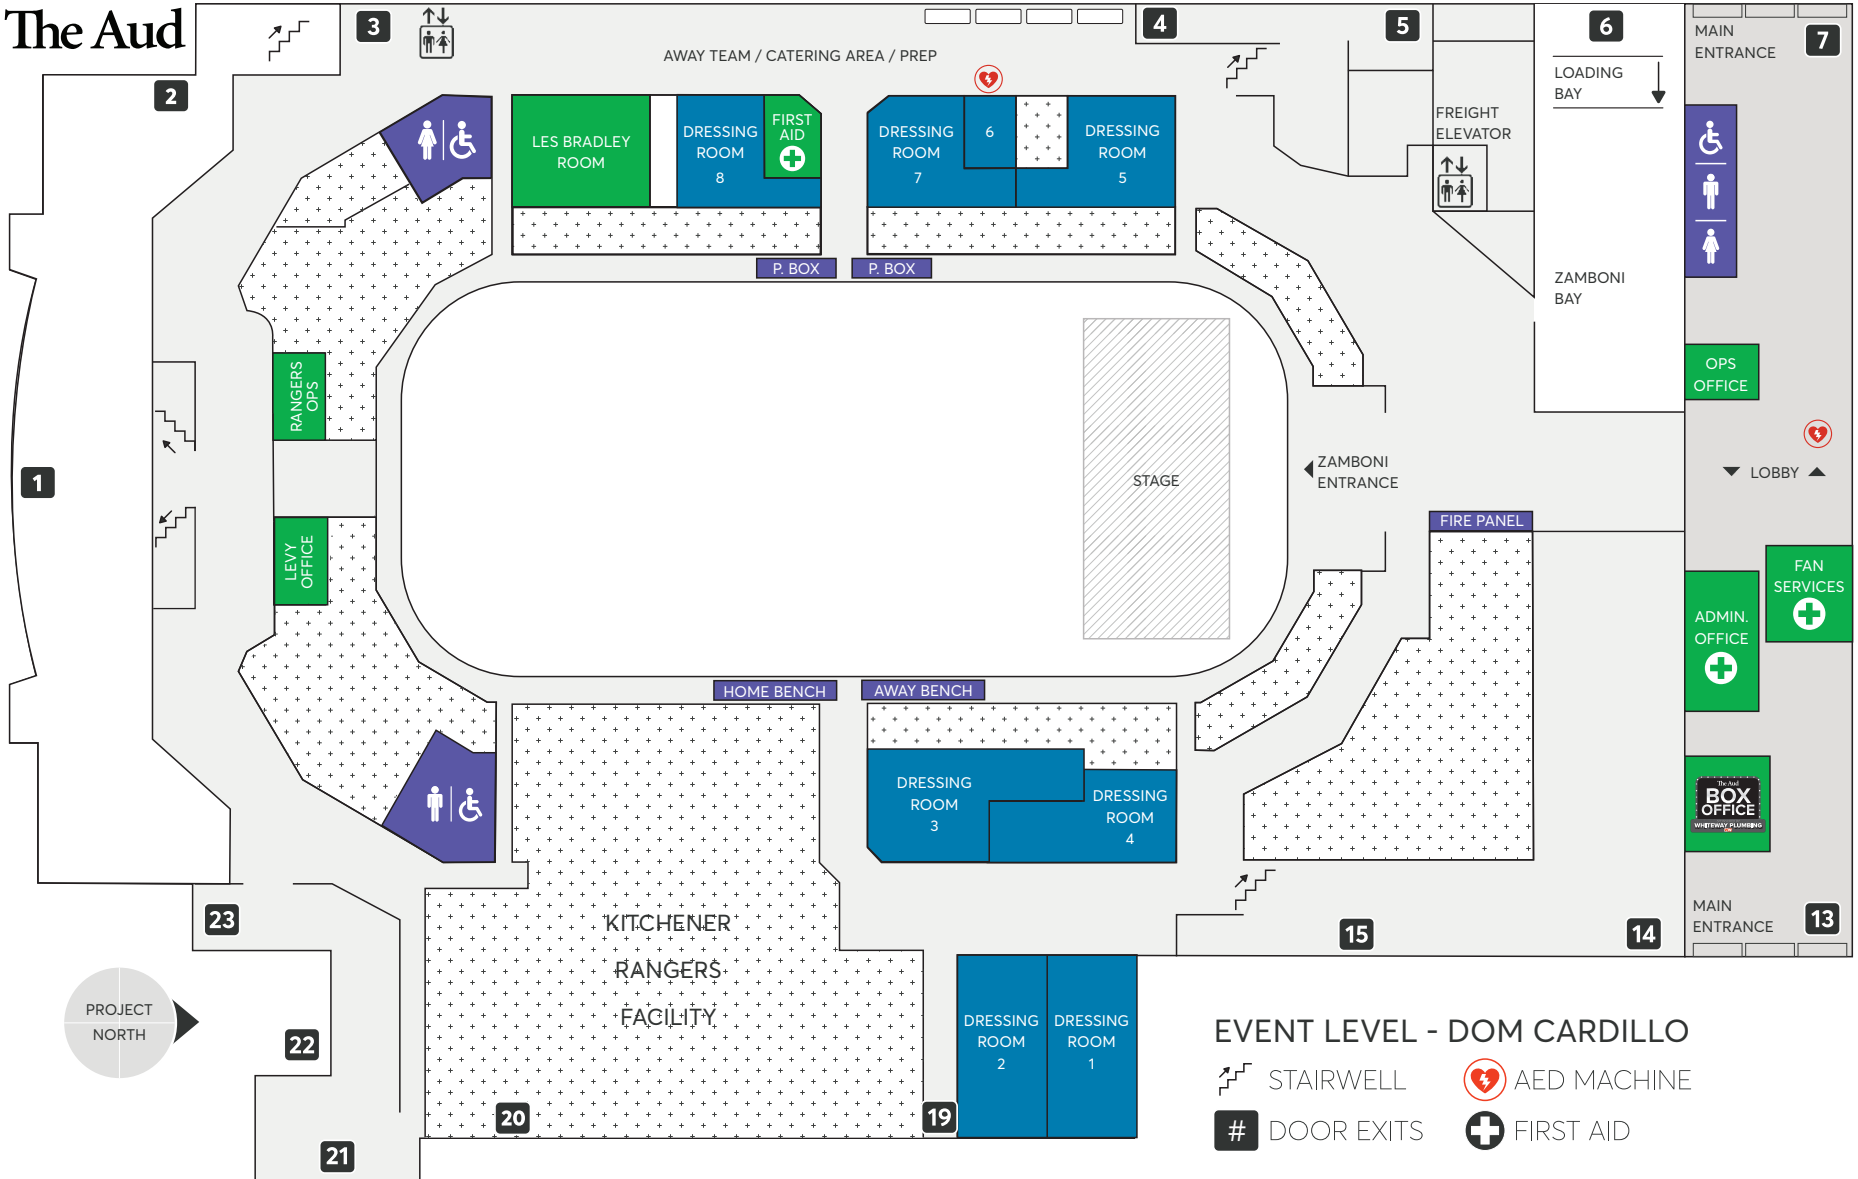 The Aud
3
4
5
6
7
2
MAIN
ENTRANCE
AWAY TEAM / CATERING AREA / PREP
LOADING
BAY
FREIGHT
ELEVATOR
LES BRADLEY
ROOM
DRESSING
ROOM
8
FIRST
AID
DRESSING
ROOM
7
6
DRESSING
ROOM
5
P. BOX
P. BOX
ZAMBONI
BAY
RANGERS
OPS
OPS
OFFICE
1
STAGE
ZAMBONI
ENTRANCE
LOBBY
FIRE PANEL
LEVY
OFFICE
FAN
SERVICES
ADMIN.
OFFICE
HOME BENCH
AWAY BENCH
DRESSING
ROOM
3
DRESSING
ROOM
4
The Aud
BOX
OFFICE
WHITEWAY PLUMBING
23
KITCHENER
RANGERS
FACILITY
15
14
MAIN
ENTRANCE
13
PROJECT
NORTH
22
DRESSING
ROOM
2
DRESSING
ROOM
1
20
19
21
EVENT LEVEL - DOM CARDILLO
STAIRWELL
AED MACHINE
# DOOR EXITS
FIRST AID